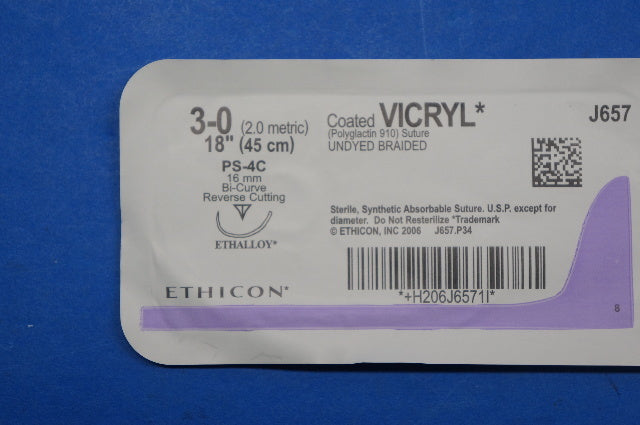 3-0 (2.0 metric)
18" (45 cm)
PS-4C
16 mm
Bi-Curve
Reverse Cutting
ETHALLOY*
ETHICON*
Coated VICRYL*
(Polyglactin 910) Suture
UNDYED BRAIDED
J657
Sterile, Synthetic Absorbable Suture. U.S.P. except for
diameter. Do Not Resterilize *Trademark
© ETHICON, INC 2006 J657.P34
*+H206J6571I*
8